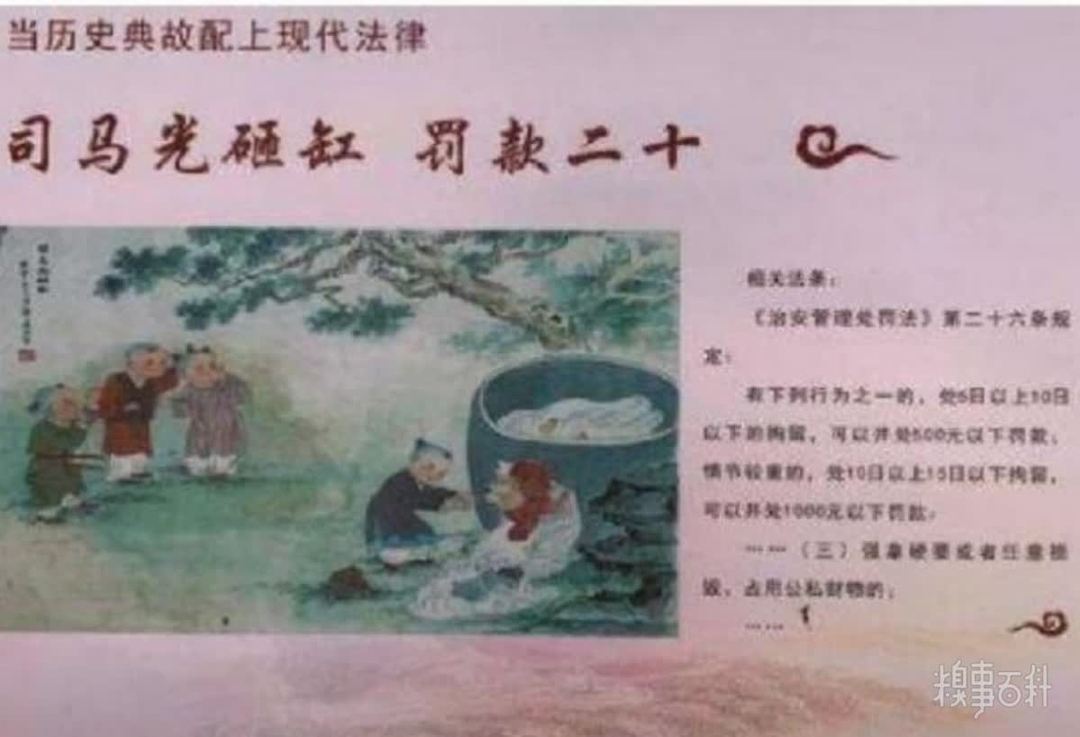 当历史典故配上现代法律
司马光砸缸 罚款二十
相关法条:
《治安管理处罚法》第二十六条规
定:
有下列行为之一的，处5日以上10日
以下的拘留，可以并处500元以下罚款;
情节较重的，处10日以上15日以下拘留，
可以并处1000元以下罚款:
……（三）强拿硬要或者任意损
毁、占用公私财物的;
……
糗事百科